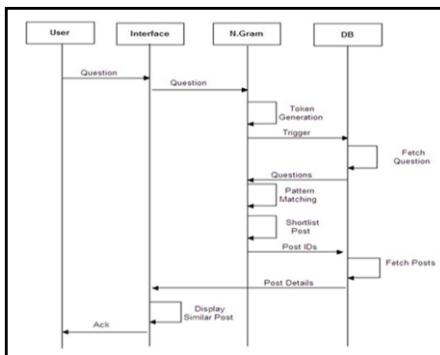 User Interface N.Gram DB
Question
Question
Token
Generation
Trigger
Fetch
Question
Questions
Pattern
Matching
Shortlist
Post
Post IDs
Fetch Posts
Post Details
Display
Similar Post
Ack